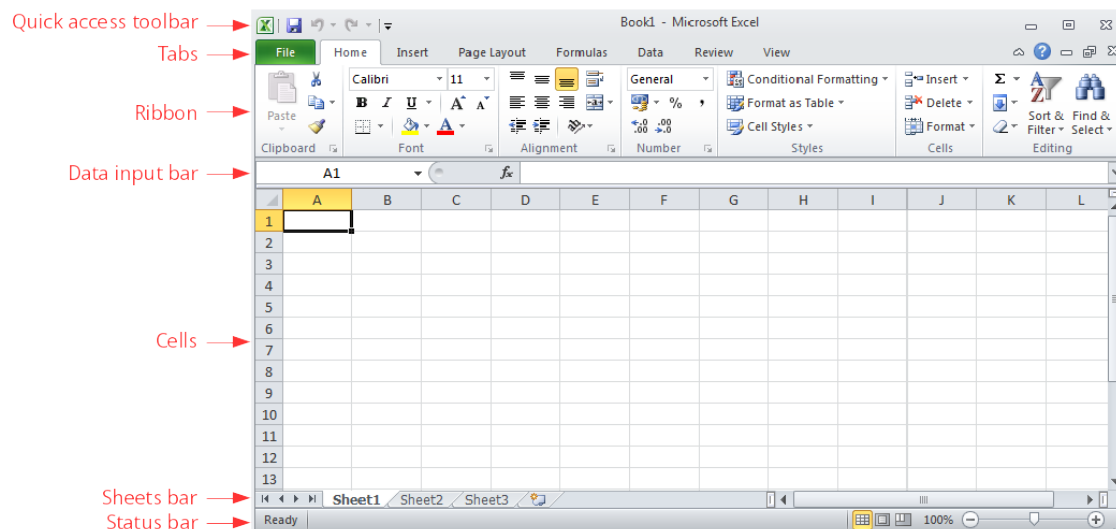 Quick access toolbar
Book1 - Microsoft Excel
Tabs
File Home Insert Page Layout Formulas Data Review View
Ribbon
Calibri 11 General Conditional Formatting Insert Σ
Paste B I U A A % , Format as Table Delete Sort & Filter Find & Select
A Cell Styles Format
Clipboard Font Alignment Number Styles Cells Editing
Data input bar
A1 fx
A B C D E F G H I J K L
1
2
3
4
5
6
Cells
7
8
9
10
11
12
13
Sheets bar
Sheet1 Sheet2 Sheet3
Status bar
Ready 100%